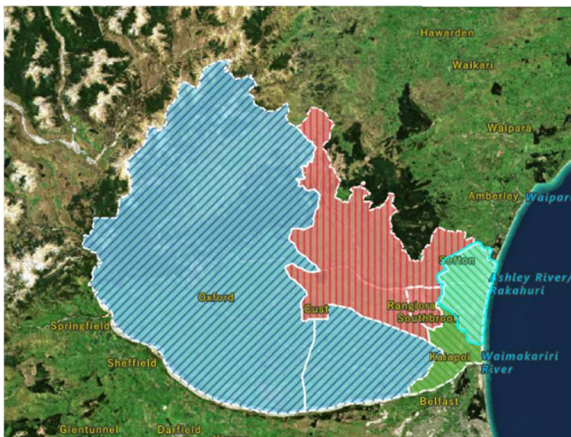 Hawarden
Waikari
Waipara
Amberley
Waipar
Sefton
Ashley River/
Rakahuri
Oxford
Cust
Rangiora
Southbrook
Springfield
Kaiapoi
Waimakariri
River
Sheffield
Belfast
Glentunnel
Darfield